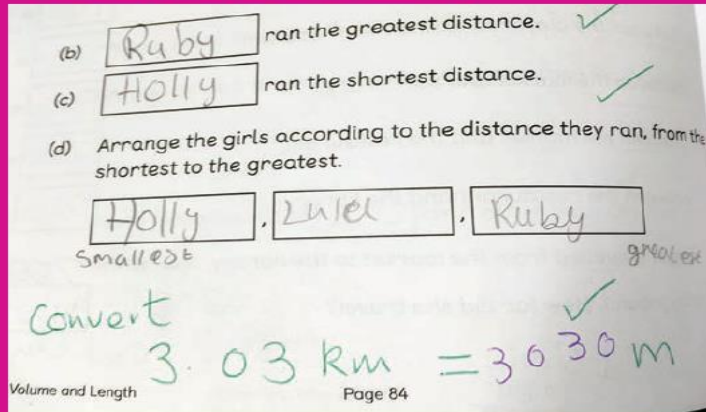 (b) Ruby ran the greatest distance. ✓
(c) Holly ran the shortest distance. ✓
(d) Arrange the girls according to the distance they ran, from the
shortest to the greatest.
Holly, Lulu, Ruby
Smallest greatest
Convert ✓
3.03 km = 3030 m
Volume and Length Page 84